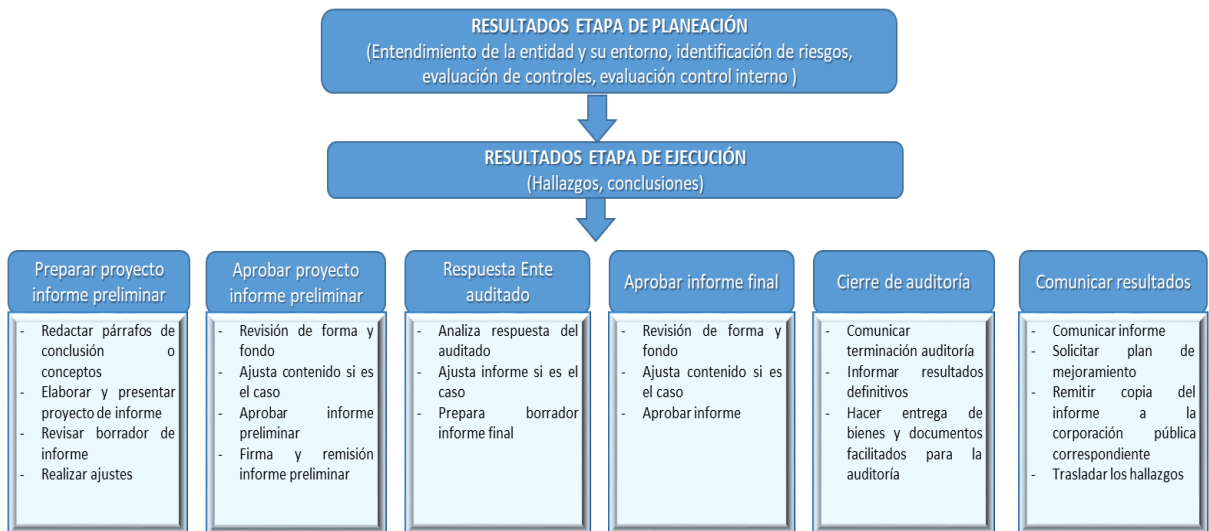 RESULTADOS ETAPA DE PLANEACIÓN
(Entendimiento de la entidad y su entorno, identificación de riesgos,
evaluación de controles, evaluación control interno )
RESULTADOS ETAPA DE EJECUCIÓN
(Hallazgos, conclusiones)
Preparar proyecto
informe preliminar
- Redactar párrafos de
conclusión o
conceptos
- Elaborar y presentar
proyecto de informe
- Revisar borrador de
informe
- Realizar ajustes
Aprobar proyecto
informe preliminar
- Revisión de forma y
fondo
- Ajusta contenido si es
el caso
- Aprobar informe
preliminar
- Firma y remisión
informe preliminar
Respuesta Ente
auditado
- Analiza respuesta del
auditado
- Ajusta informe si es el
caso
- Prepara borrador
informe final
Aprobar informe final
- Revisión de forma y
fondo
- Ajusta contenido si es
el caso
- Aprobar informe
Cierre de auditoría
- Comunicar
terminación auditoría
- Informar resultados
definitivos
- Hacer entrega de
bienes y documentos
facilitados para la
auditoría
Comunicar resultados
- Comunicar informe
- Solicitar plan de
mejoramiento
- Remitir copia del
informe a la
corporación pública
correspondiente
- Trasladar los hallazgos